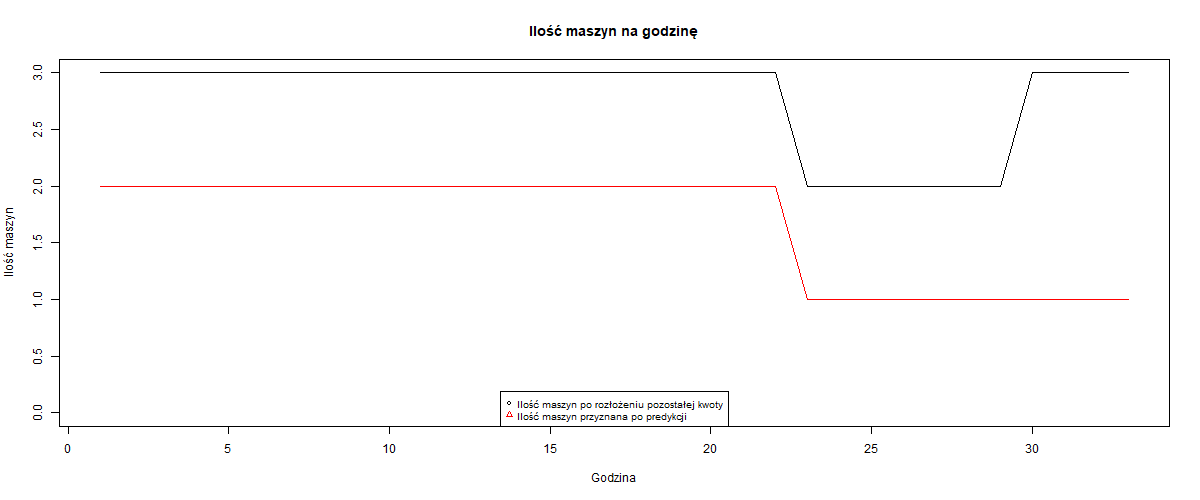 Ilość maszyn na godzinę
Ilość maszyn
3.0
2.5
2.0
1.5
1.0
0.5
0.0
Ilość maszyn po rozłożeniu pozostałej kwoty
Ilość maszyn przyznana po predykcji
0 5 10 15 20 25 30
Godzina